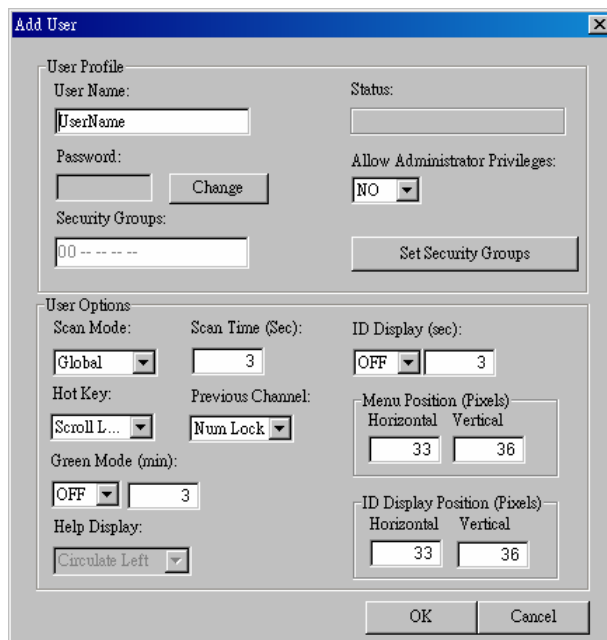 Add User
User Profile
User Name:
UserName
Status:
Password:
Change
Allow Administrator Privileges:
NO
Security Groups:
00 -- -- -- --
Set Security Groups
User Options
Scan Mode:
Global
Scan Time (Sec):
3
ID Display (sec):
OFF
3
Hot Key:
Scroll L...
Previous Channel:
Num Lock
Menu Position (Pixels)
Horizontal
Vertical
33
36
Green Mode (min):
OFF
3
Help Display:
Circulate Left
ID Display Position (Pixels)
Horizontal
Vertical
33
36
OK
Cancel